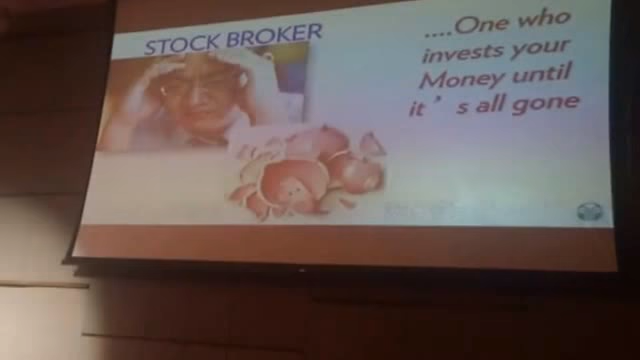 STOCK BROKER
....One who
invests your
Money until
it ’ s all gone